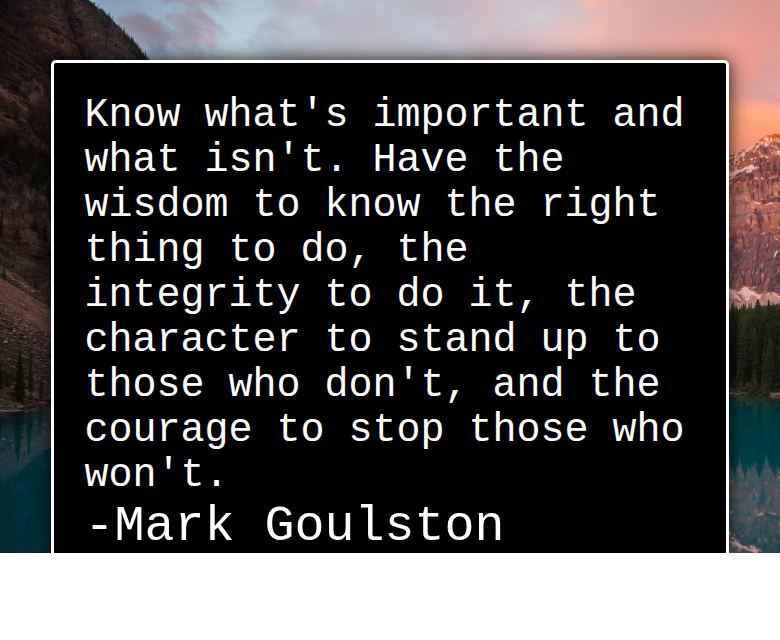 Know what's important and
what isn't. Have the
wisdom to know the right
thing to do, the
integrity to do it, the
character to stand up to
those who don't, and the
courage to stop those who
won't.
-Mark Goulston